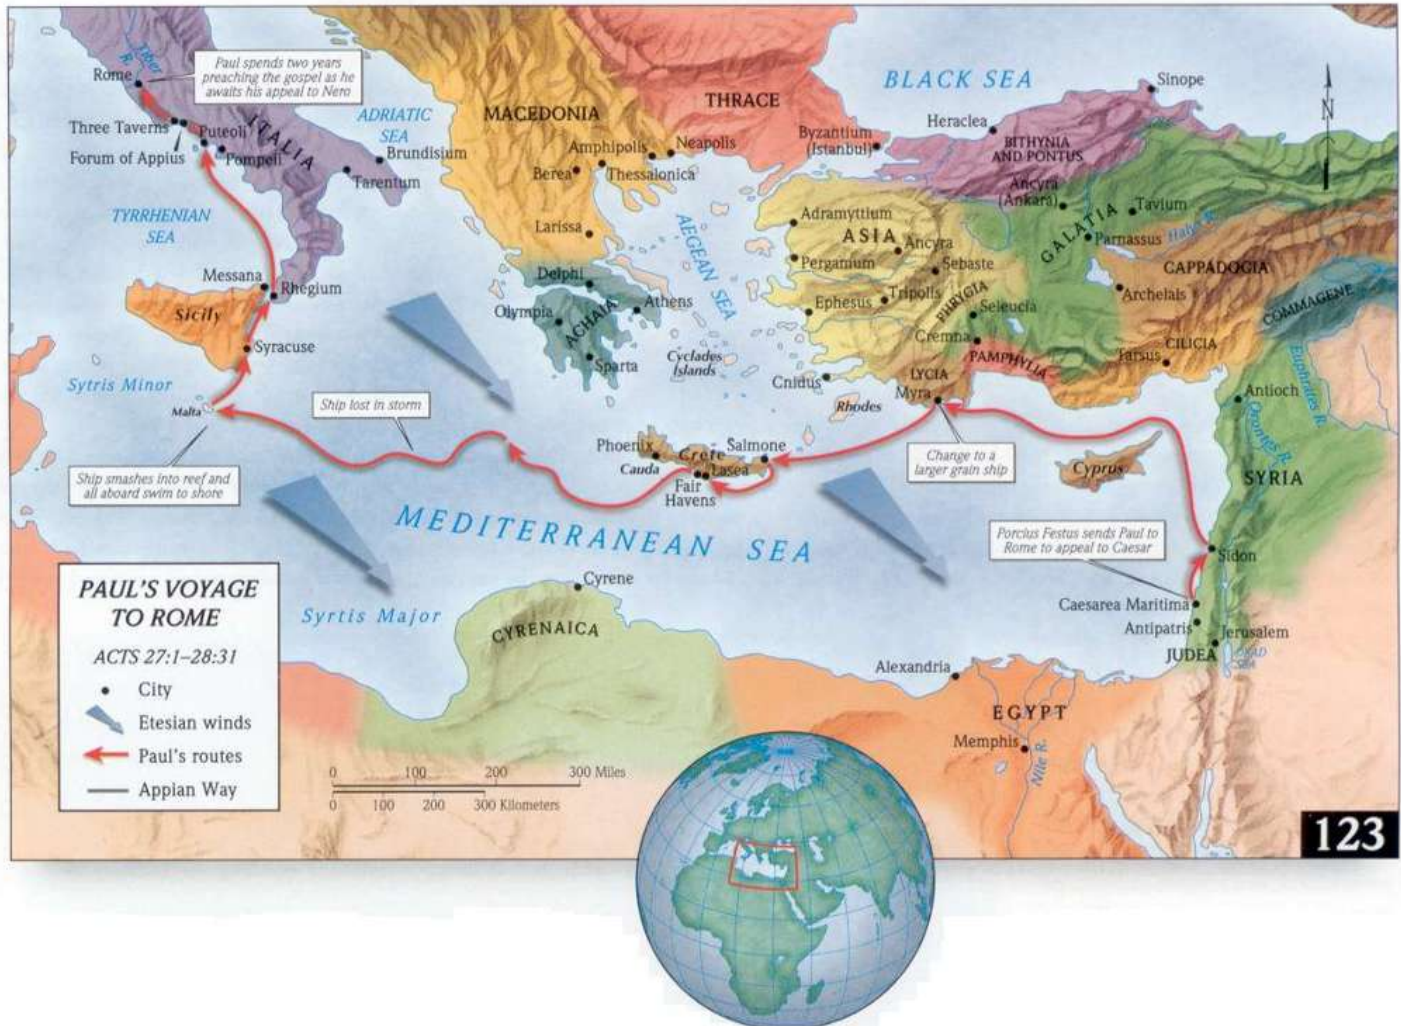 Tiber R.
Rome
Paul spends two years
preaching the gospel as he
awaits his appeal to Nero
Three Taverns
Forum of Appius
Puteoli
Pompeli
ITALIA
ADRIATIC
SEA
Brundisium
Tarentum
TYRRHENIAN
SEA
Messana
Rhegium
Sicily
Syracuse
Sytris Minor
Malta
Ship lost in storm
Ship smashes into reef and
all aboard swim to shore
MACEDONIA
Amphipolis
Neapolis
Berea
Thessalonica
Larissa
Delphi
Olympia
ACHAIA
Athens
Sparta
Cyclades
Islands
AEGEAN SEA
THRACE
BLACK SEA
Byzantium
(Istanbul)
Heraclea
Sinope
BITHYNIA
AND PONTUS
Ancyra
(Ankara)
Tavium
GALATIA
Parnassus
Halys R.
Adramyttium
ASIA
Ancyra
Pergamum
Sebaste
Ephesus
Tripolis
PHRYGIA
Seleucia
Cremna
PAMPHYLIA
LYCIA
Cnidus
Myra
Rhodes
CAPPADOGIA
Archelais
COMMAGENE
CILICIA
Tarsus
Euphrates R.
Antioch
Orontes R.
SYRIA
Cyprus
Change to a
larger grain ship
Phoenix
Crete
Salmone
Cauda
Lasea
Fair
Havens
MEDITERRANEAN SEA
Porcius Festus sends Paul to
Rome to appeal to Caesar
Sidon
Caesarea Maritima
Antipatris
Jerusalem
JUDEA
DEAD
SEA
Cyrene
Syrtis Major
CYRENAICA
Alexandria
EGYPT
Memphis
Nile R.
PAUL'S VOYAGE
TO ROME
ACTS 27:1–28:31
City
Etesian winds
Paul's routes
Appian Way
0 100 200 300 Miles
0 100 200 300 Kilometers
N
123